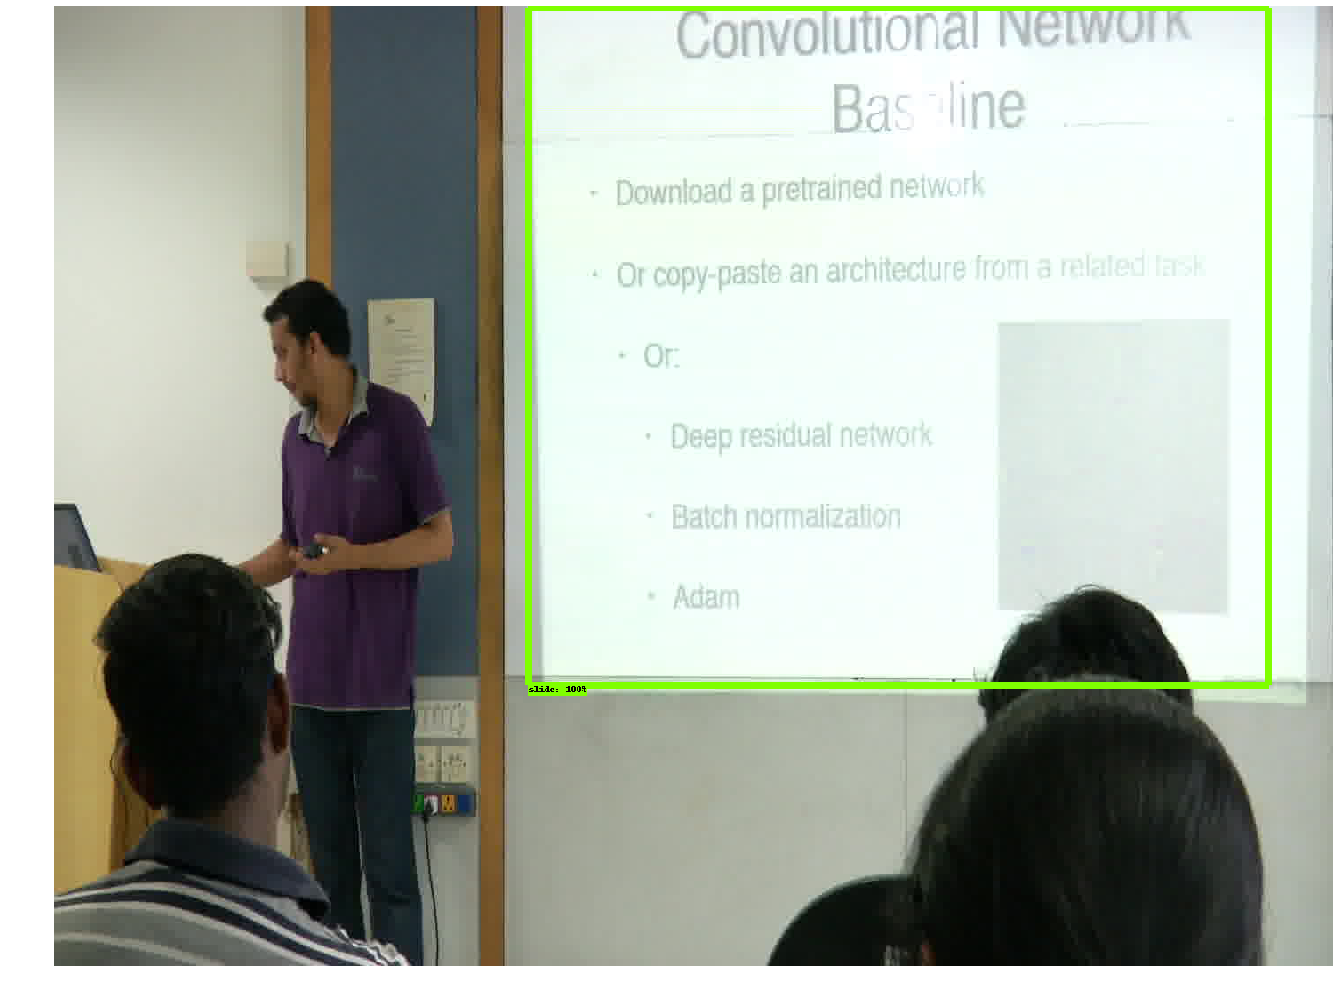 Convolutional Network
Baseline
· Download a pretrained network
· Or copy-paste an architecture from a related task
· Or:
· Deep residual network
· Batch normalization
· Adam
slide: 100%